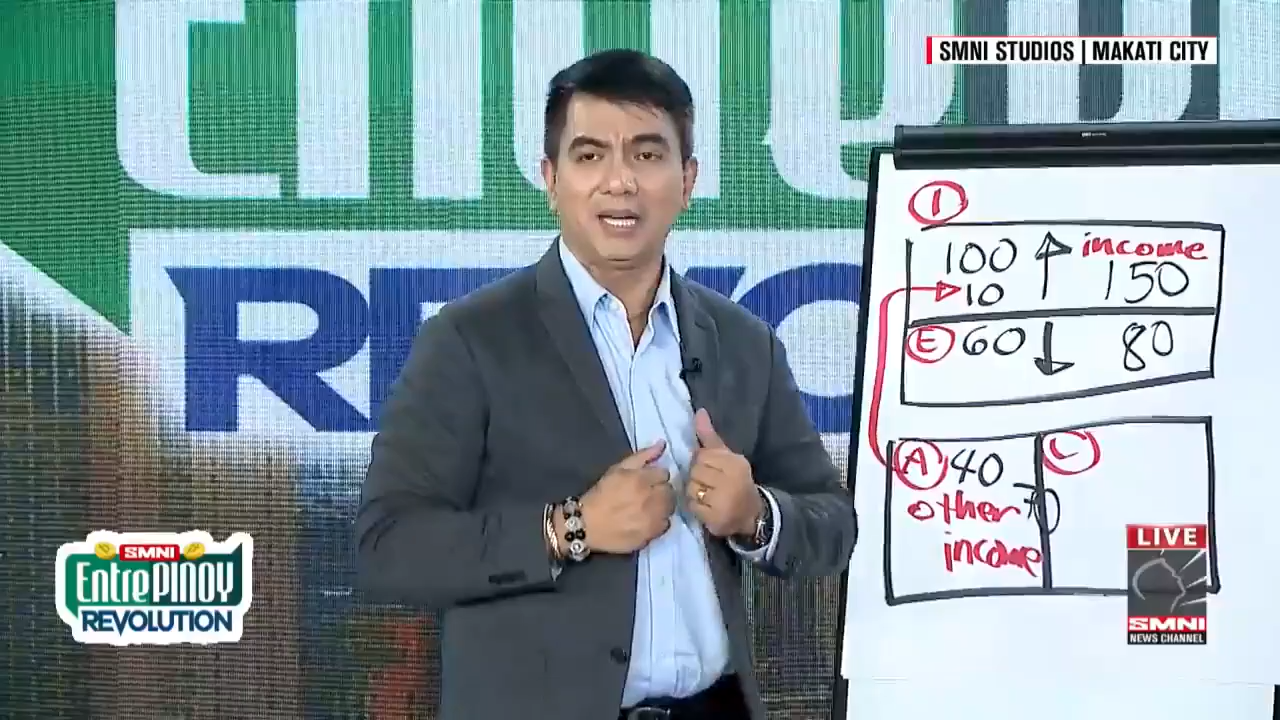 SMNI STUDIOS | MAKATI CITY
REVO
I
income
100
150
10
E 60
80
A 40
L
other 70
income
LIVE
SMNI
NEWS CHANNEL
SMNI
EntrePINOY
REVOLUTION